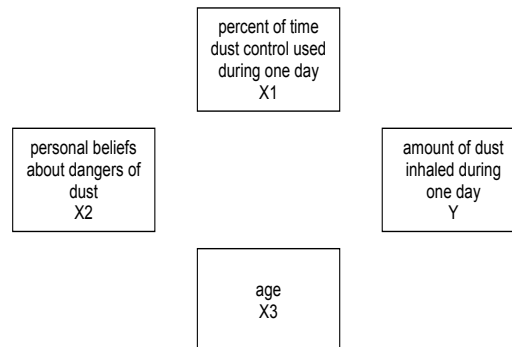 percent of time
dust control used
during one day
X1
personal beliefs
about dangers of
dust
X2
amount of dust
inhaled during
one day
Y
age
X3